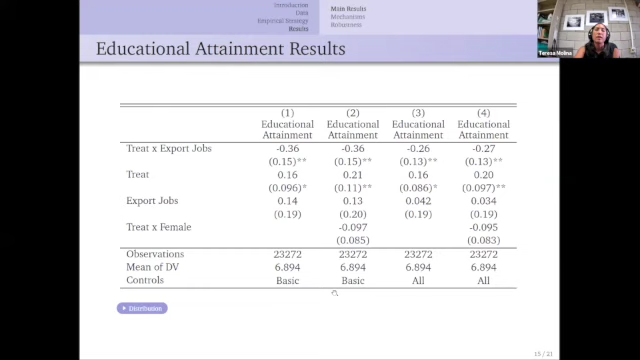 Introduction
Data
Empirical Strategy
Results
Main Results
Mechanisms
Robustness
Educational Attainment Results
Teresa Molina
(1) (2) (3) (4)
Educational Educational Educational Educational
Attainment Attainment Attainment Attainment
Treat x Export Jobs -0.36 -0.36 -0.26 -0.27
(0.15)** (0.15)** (0.13)** (0.13)**
Treat 0.16 0.21 0.16 0.20
(0.096)* (0.11)** (0.086)* (0.097)**
Export Jobs 0.14 0.13 0.042 0.034
(0.19) (0.20) (0.19) (0.19)
Treat x Female -0.097 -0.095
(0.085) (0.083)
Observations 23272 23272 23272 23272
Mean of DV 6.894 6.894 6.894 6.894
Controls Basic Basic All All
Distribution
15 / 21